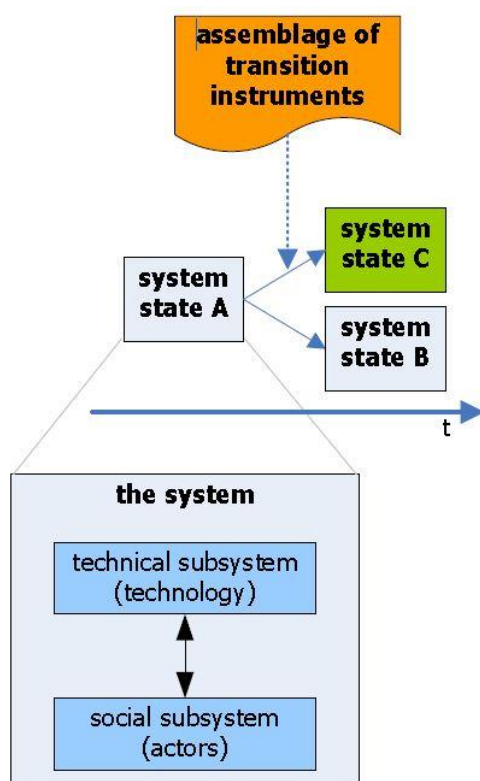 assemblage of
transition
instruments
system
state C
system
state A
system
state B
t
the system
technical subsystem
(technology)
social subsystem
(actors)